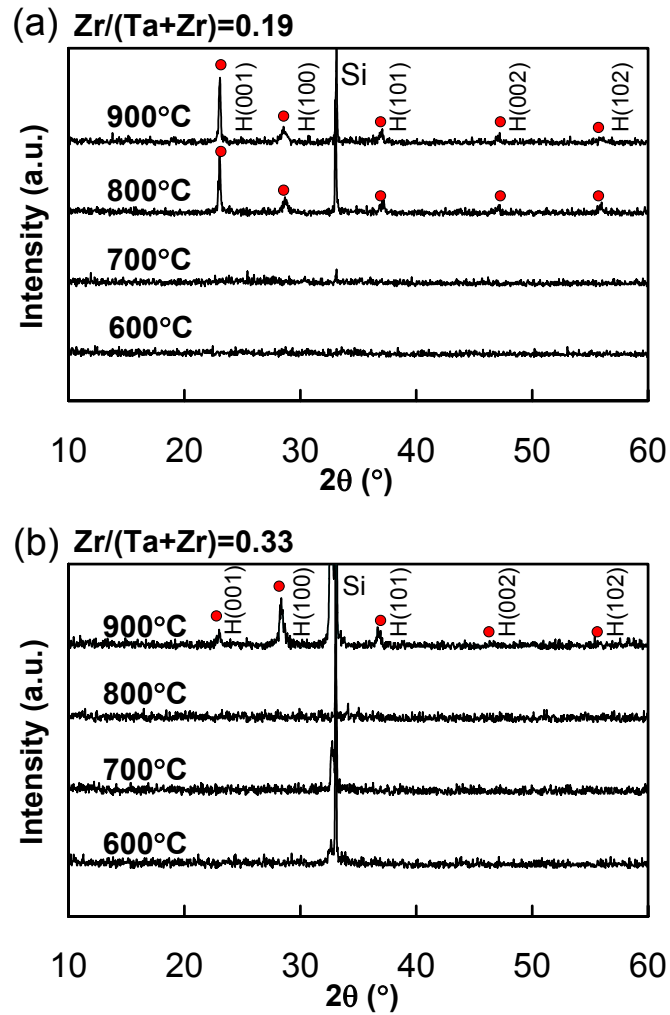 (a) Zr/(Ta+Zr)=0.19
Si
H(001)
H(100)
H(101)
H(002)
H(102)
900°C
800°C
700°C
600°C
Intensity (a.u.)
10 20 30 40 50 60
2θ (°)
(b) Zr/(Ta+Zr)=0.33
Si
H(001)
H(100)
H(101)
H(002)
H(102)
900°C
800°C
700°C
600°C
Intensity (a.u.)
10 20 30 40 50 60
2θ (°)